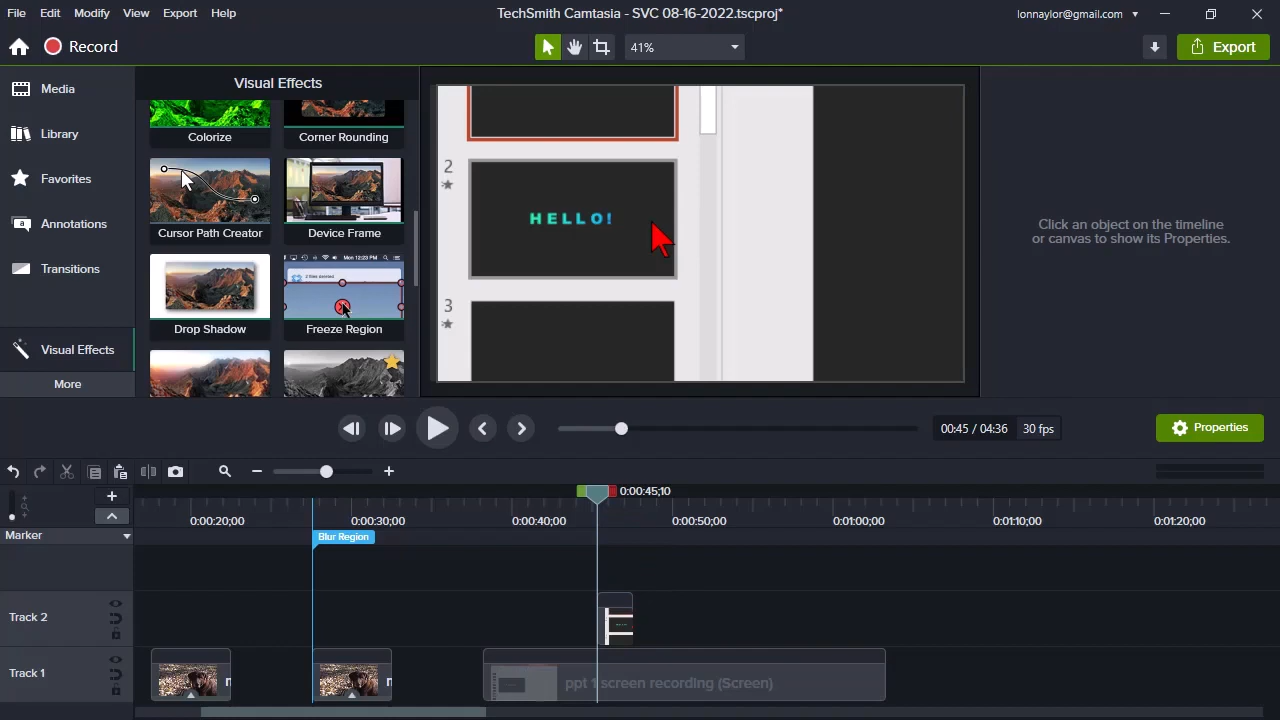 File Edit Modify View Export Help
TechSmith Camtasia - SVC 08-16-2022.tscproj*
lonnaylor@gmail.com
Record
41%
Export
Media
Library
Favorites
Annotations
Transitions
Visual Effects
More
Visual Effects
Colorize
Corner Rounding
Cursor Path Creator
Device Frame
Mon 12:23 PM
Drop Shadow
Freeze Region
2
HELLO!
3
Click an object on the timeline
or canvas to show its Properties.
00:45 / 04:36
30 fps
Properties
0:00:45;10
0:00:20;00
0:00:30;00
0:00:40;00
0:00:50;00
0:01:00;00
0:01:10;00
0:01:20;00
Marker
Blur Region
Track 2
Track 1
ppt 1 screen recording (Screen)